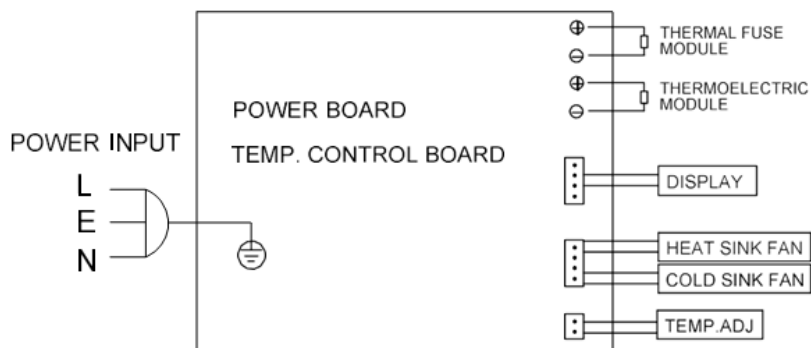 THERMAL FUSE
MODULE
THERMOELECTRIC
MODULE
POWER BOARD
TEMP. CONTROL BOARD
POWER INPUT
L
E
N
DISPLAY
HEAT SINK FAN
COLD SINK FAN
TEMP.ADJ